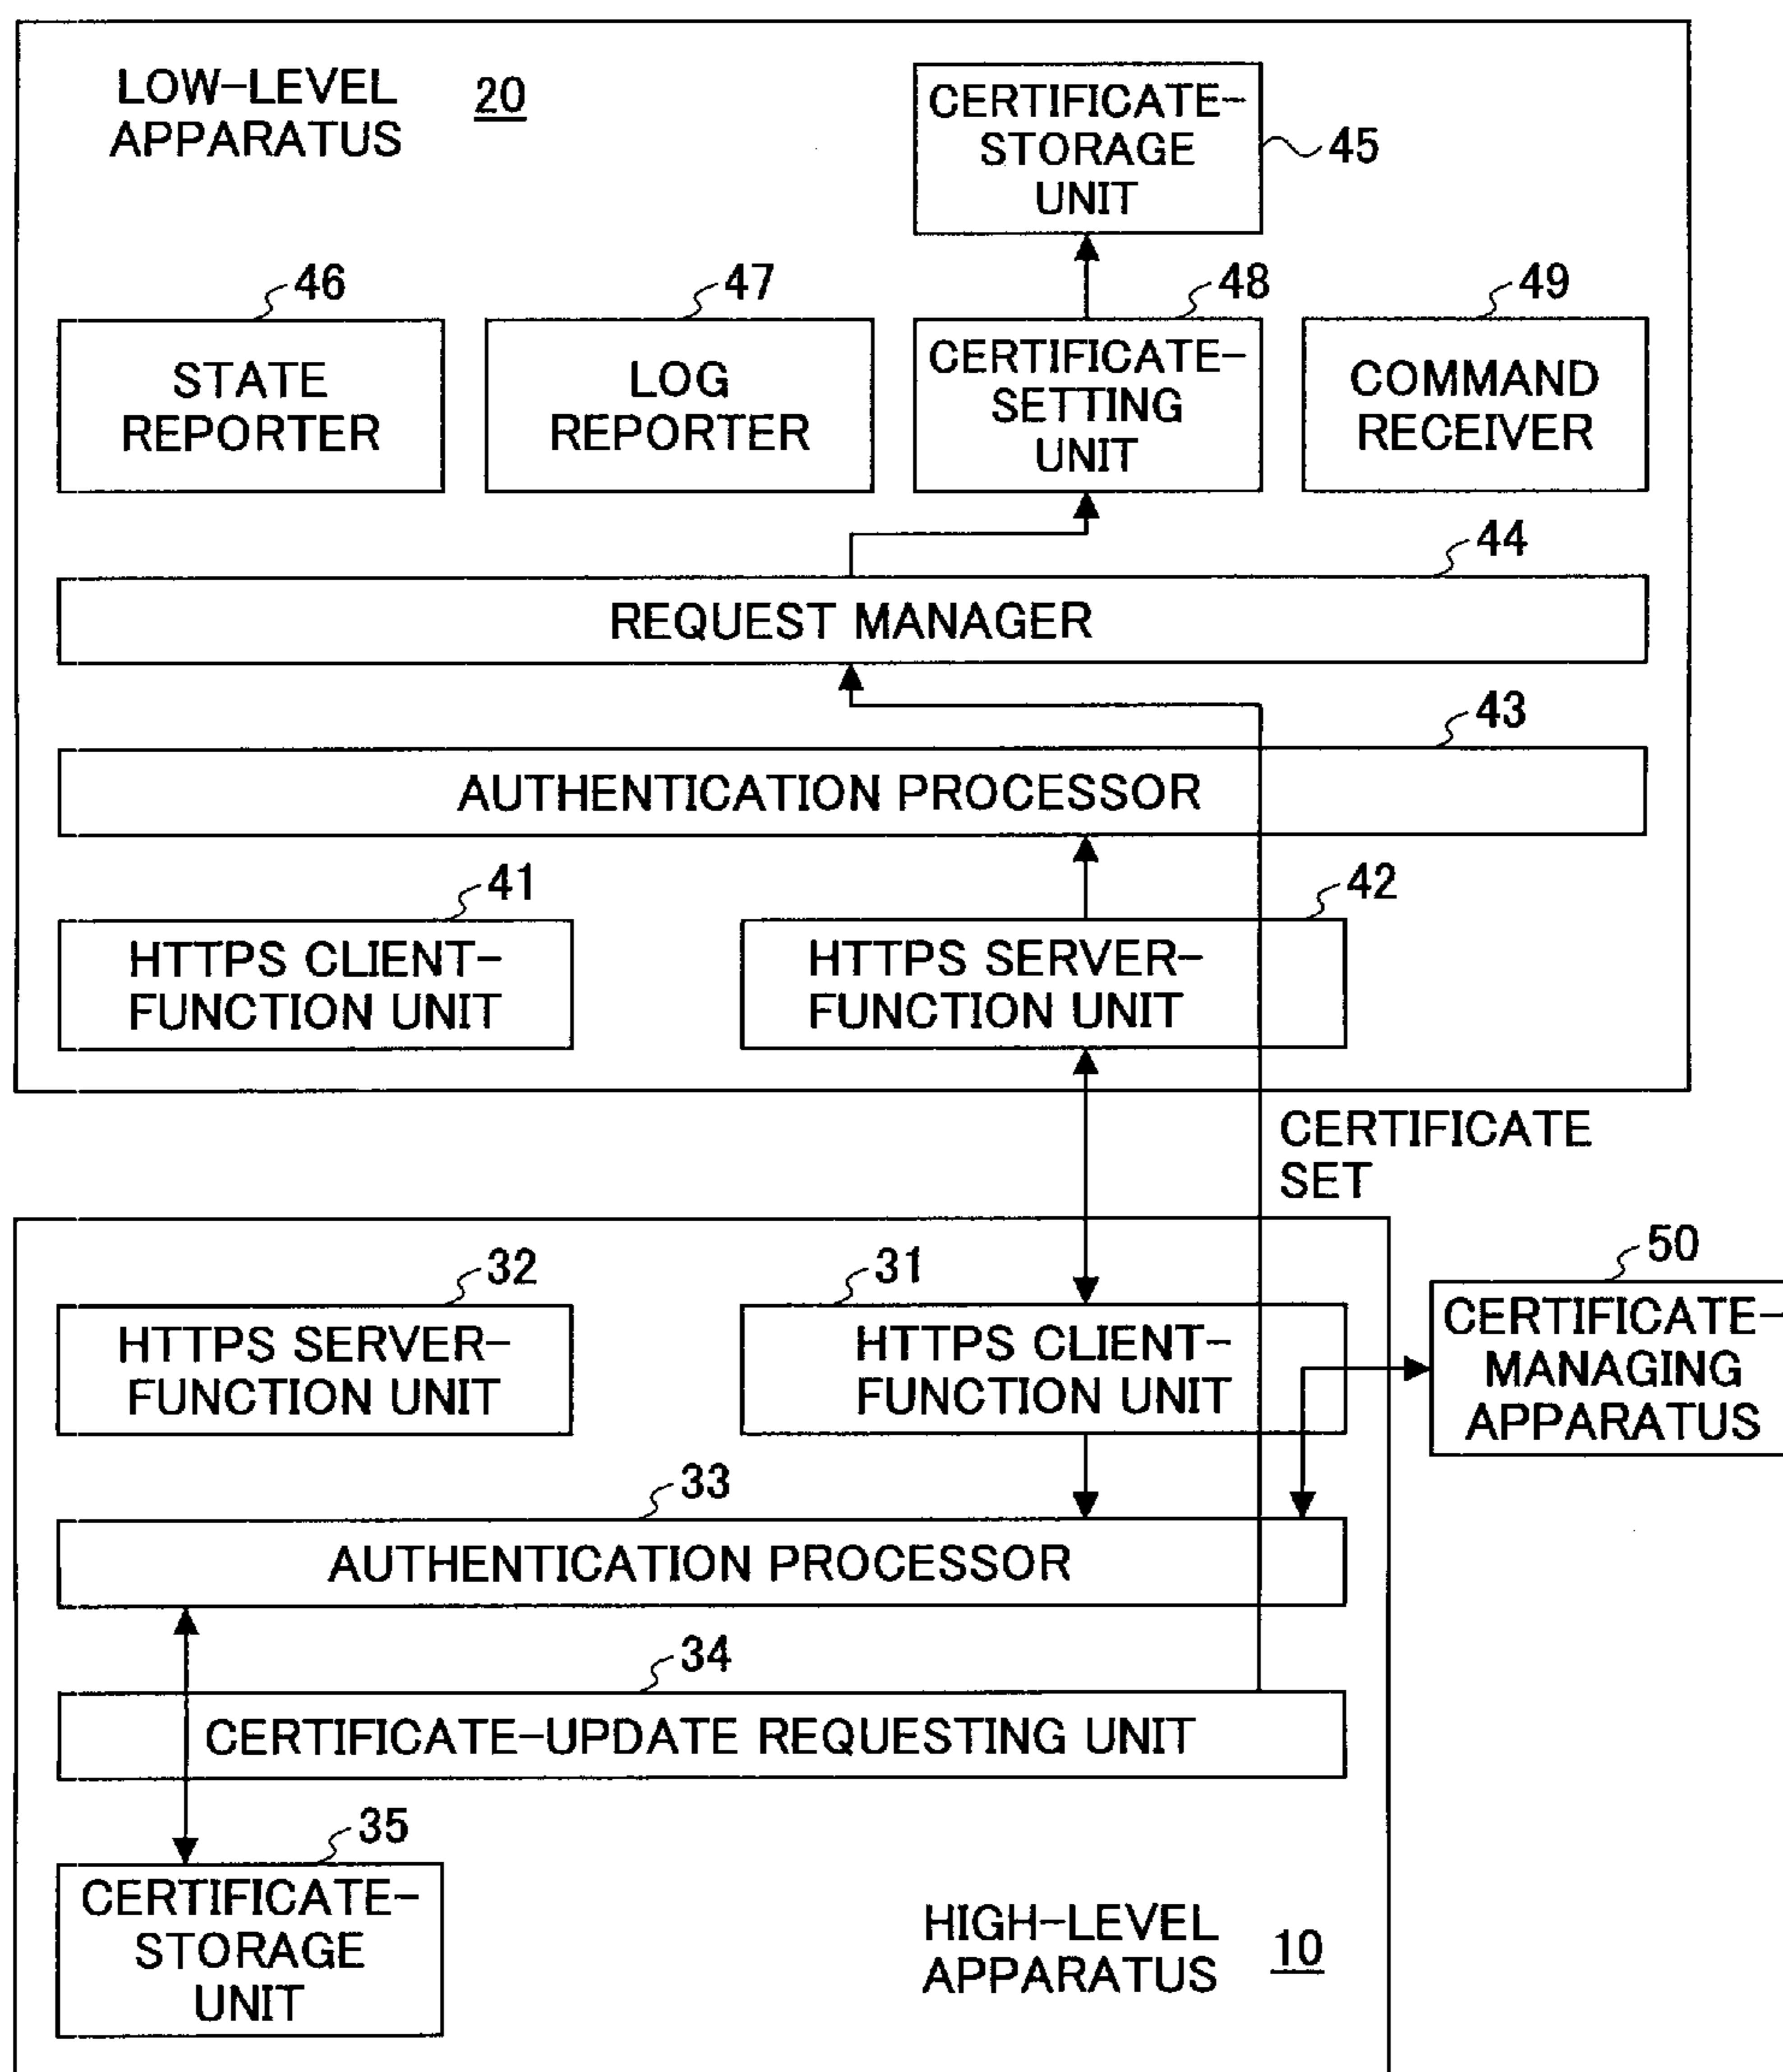 LOW-LEVEL
APPARATUS
20
CERTIFICATE-
STORAGE
UNIT
45
46
STATE
REPORTER
47
LOG
REPORTER
48
CERTIFICATE-
SETTING
UNIT
49
COMMAND
RECEIVER
44
REQUEST MANAGER
43
AUTHENTICATION PROCESSOR
41
HTTPS CLIENT-
FUNCTION UNIT
42
HTTPS SERVER-
FUNCTION UNIT
CERTIFICATE
SET
32
HTTPS SERVER-
FUNCTION UNIT
31
HTTPS CLIENT-
FUNCTION UNIT
50
CERTIFICATE-
MANAGING
APPARATUS
33
AUTHENTICATION PROCESSOR
34
CERTIFICATE-UPDATE REQUESTING UNIT
35
CERTIFICATE-
STORAGE
UNIT
HIGH-LEVEL
APPARATUS
10